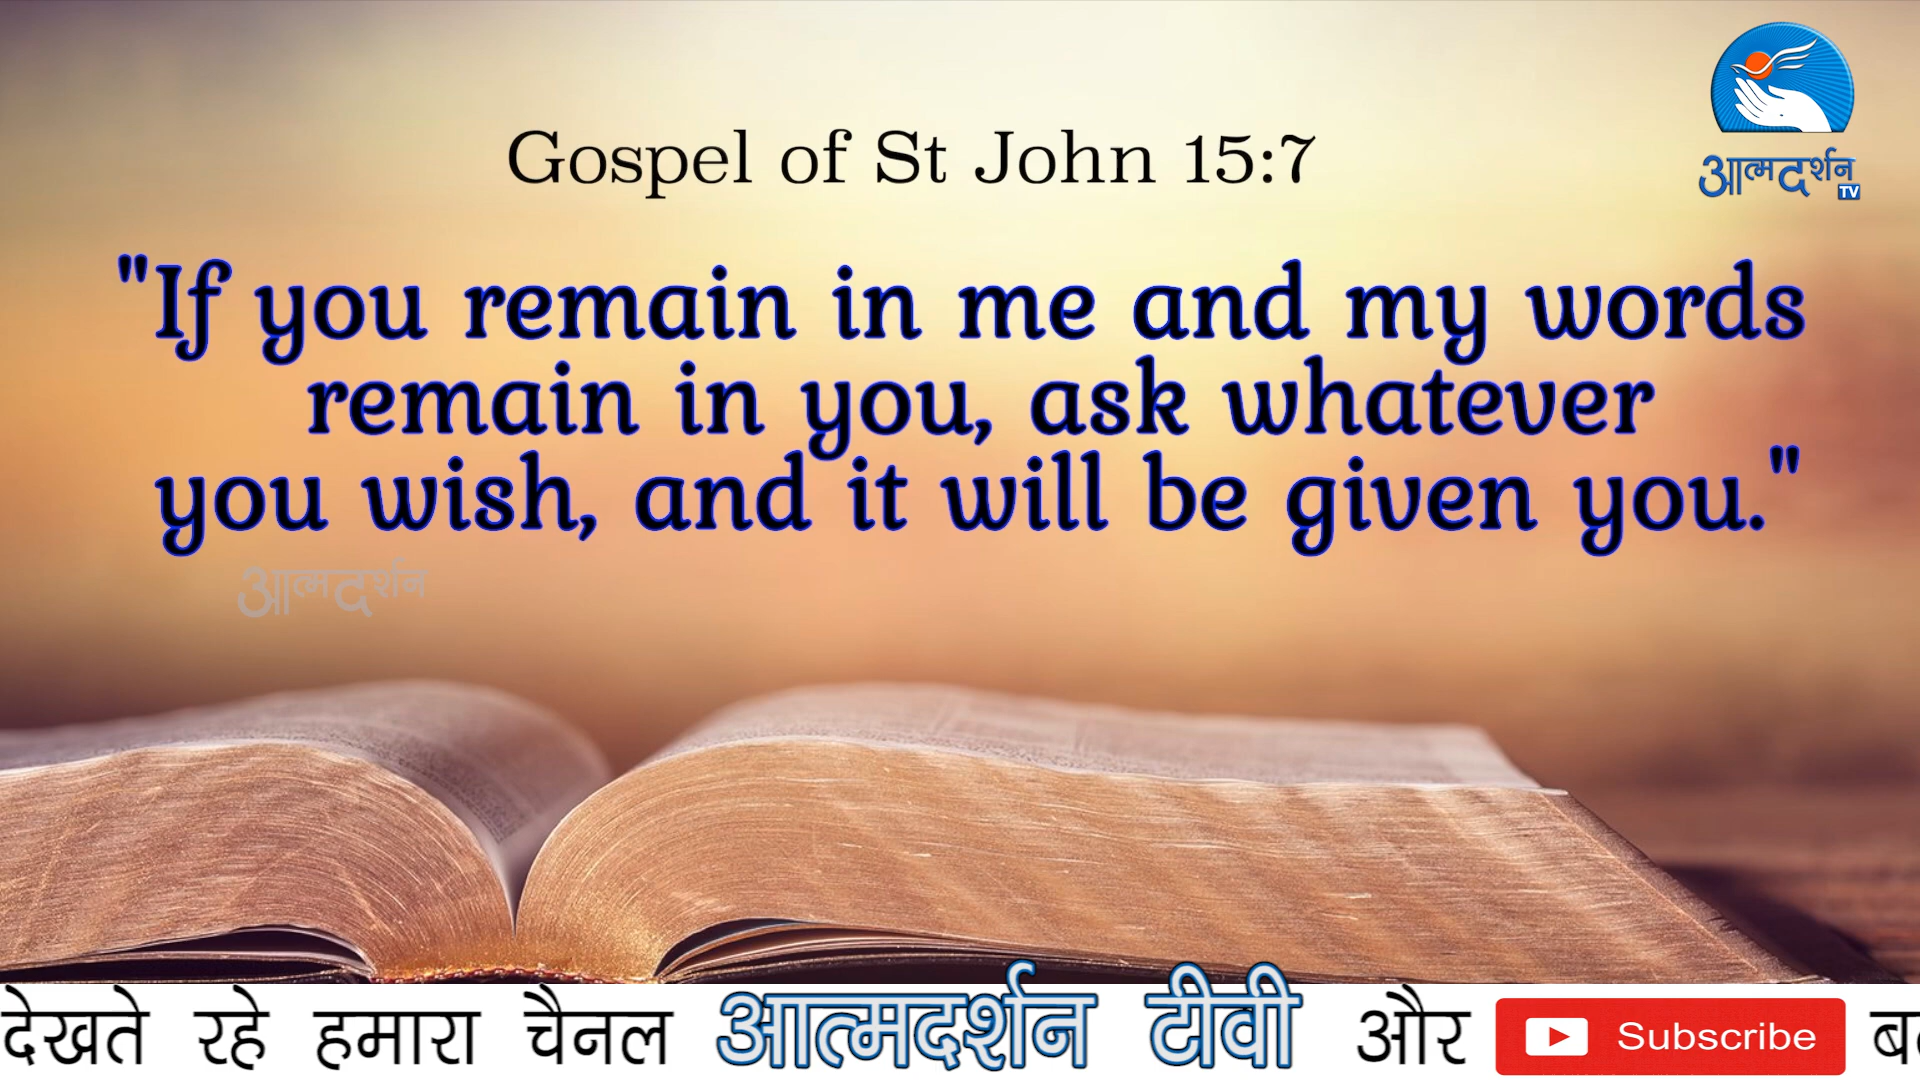 Gospel of St John 15:7
आत्मदर्शन
TV
"If you remain in me and my words
remain in you, ask whatever
you wish, and it will be given you."
आत्मदर्शन
देखते रहे हमारा चैनल आत्मदर्शन टीवी और Subscribe